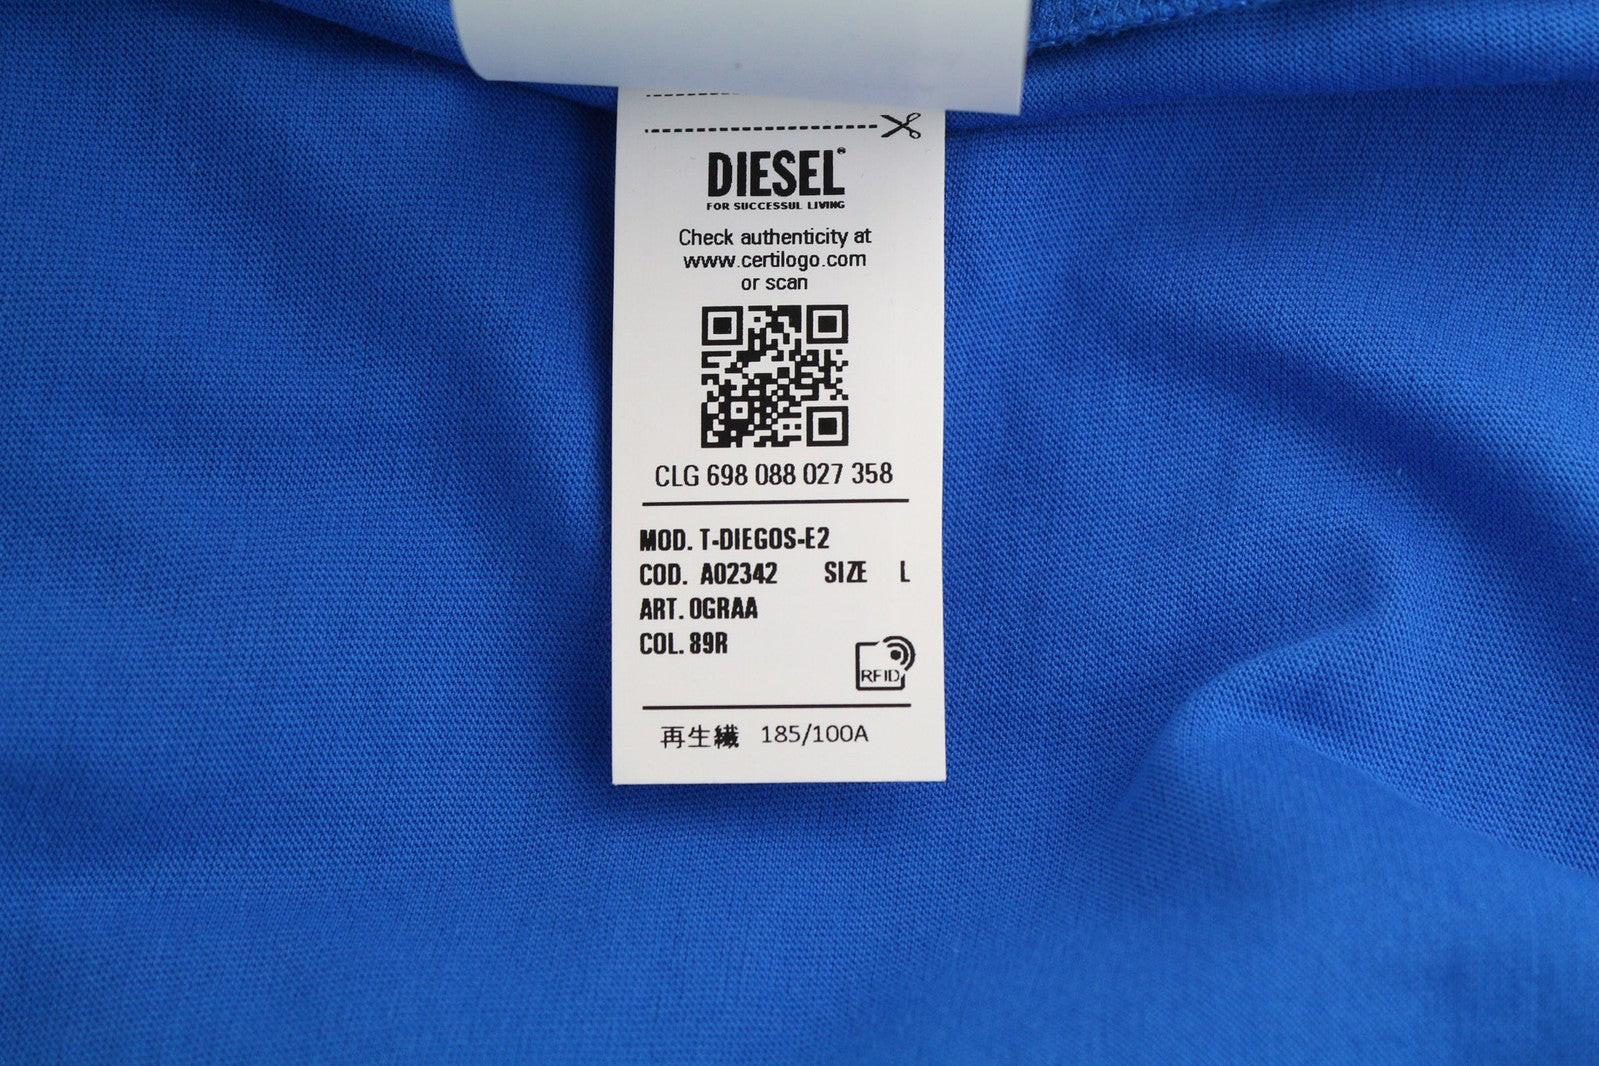 DIESEL
FOR SUCCESSUL LIVING
Check authenticity at
www.certilogo.com
or scan
CLG 698 088 027 358
MOD. T-DIEGOS-E2
COD. A02342 SIZE L
ART. 0GRAA
COL. 89R
RFID
再生繊 185/100A